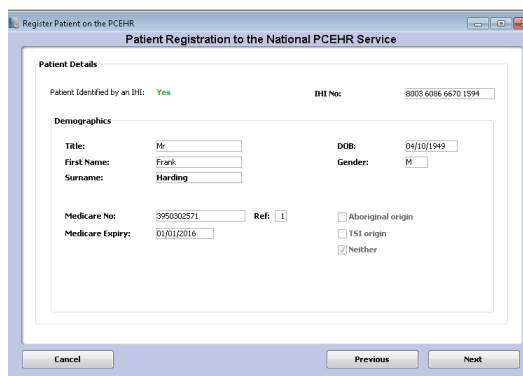 Register Patient on the PCEHR
Patient Registration to the National PCEHR Service
Patient Details
Patient Identified by an IHI: Yes IHI No: 8003 6086 6670 1594
Demographics
Title: Mr DOB: 04/10/1949
First Name: Frank Gender: M
Surname: Harding
Medicare No: 3950302571 Ref: 1 Aboriginal origin
Medicare Expiry: 01/01/2016 TSI origin
Neither
Cancel Previous Next